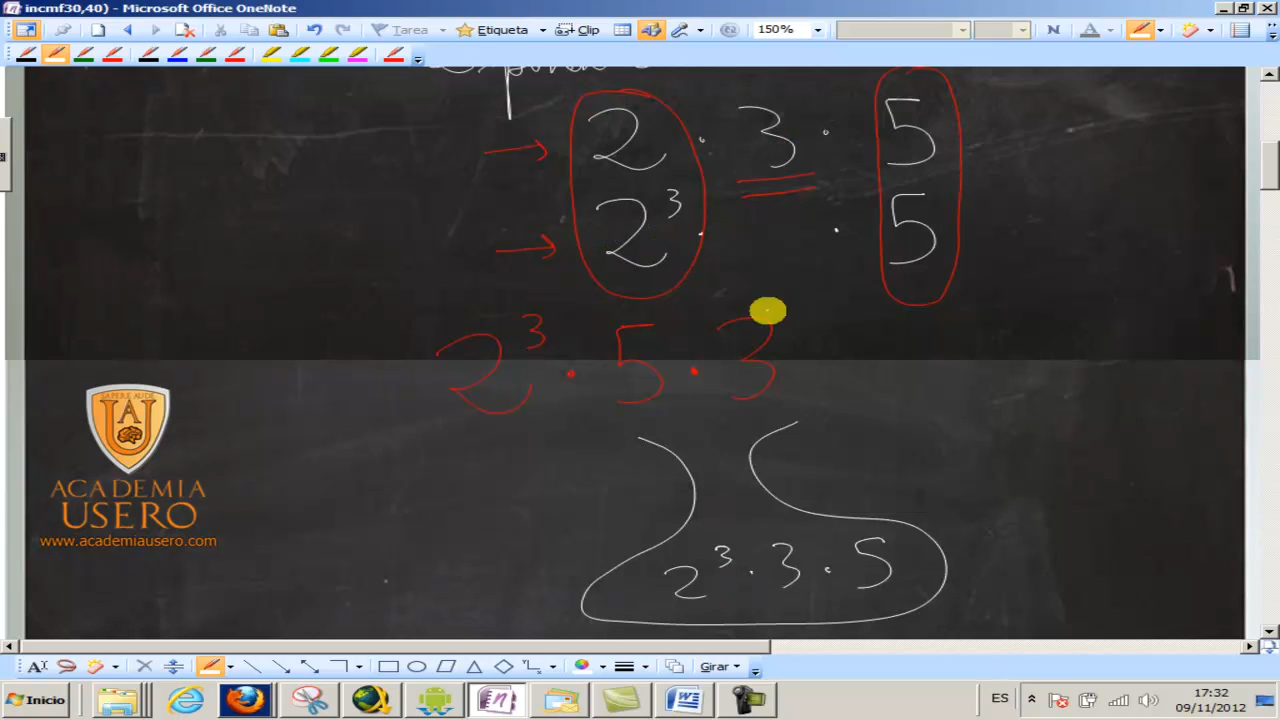 incmf30,40) - Microsoft Office OneNote
Tarea Etiqueta Clip 150% N A
2 · 3 · 5
2³ · · 5
2³ · 5 · 3
SAPERE AUDE
UA
ACADEMIA
USERO
www.academiausero.com
2³ · 3 · 5
A Girar
Inicio ES 17:32
09/11/2012